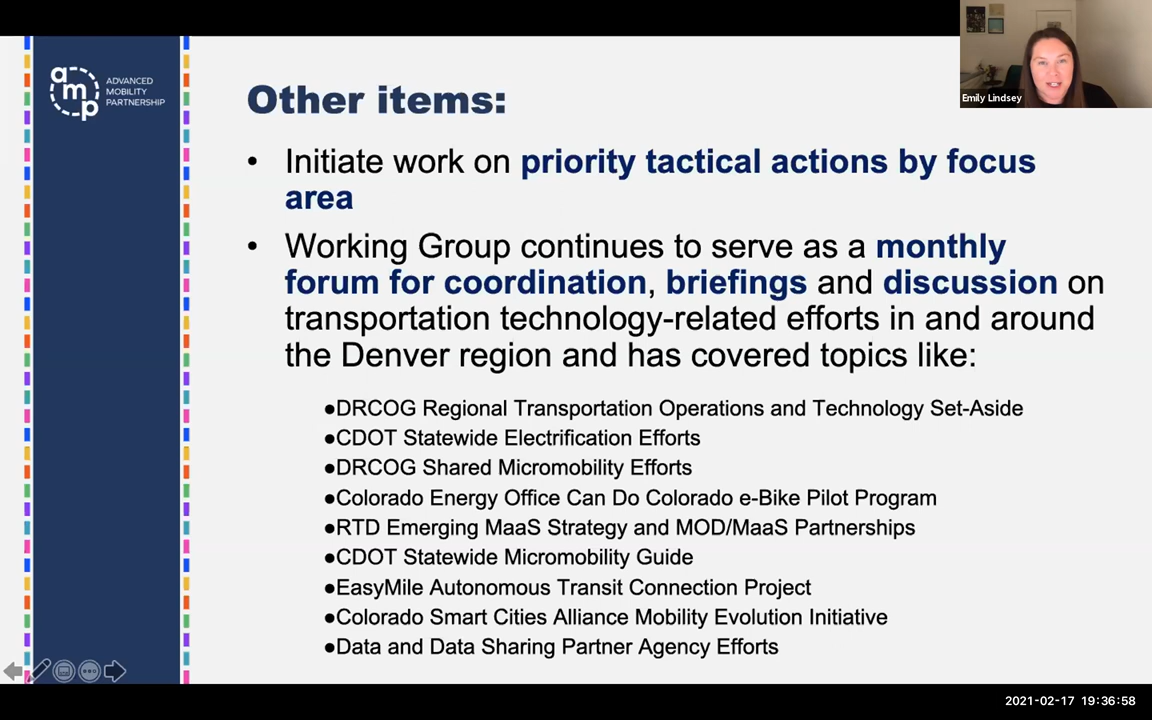 amp
ADVANCED
MOBILITY
PARTNERSHIP
Emily Lindsey
Other items:
• Initiate work on priority tactical actions by focus
area
• Working Group continues to serve as a monthly
forum for coordination, briefings and discussion on
transportation technology-related efforts in and around
the Denver region and has covered topics like:
●DRCOG Regional Transportation Operations and Technology Set-Aside
●CDOT Statewide Electrification Efforts
●DRCOG Shared Micromobility Efforts
●Colorado Energy Office Can Do Colorado e-Bike Pilot Program
●RTD Emerging MaaS Strategy and MOD/MaaS Partnerships
●CDOT Statewide Micromobility Guide
●EasyMile Autonomous Transit Connection Project
●Colorado Smart Cities Alliance Mobility Evolution Initiative
●Data and Data Sharing Partner Agency Efforts
2021-02-17 19:36:58